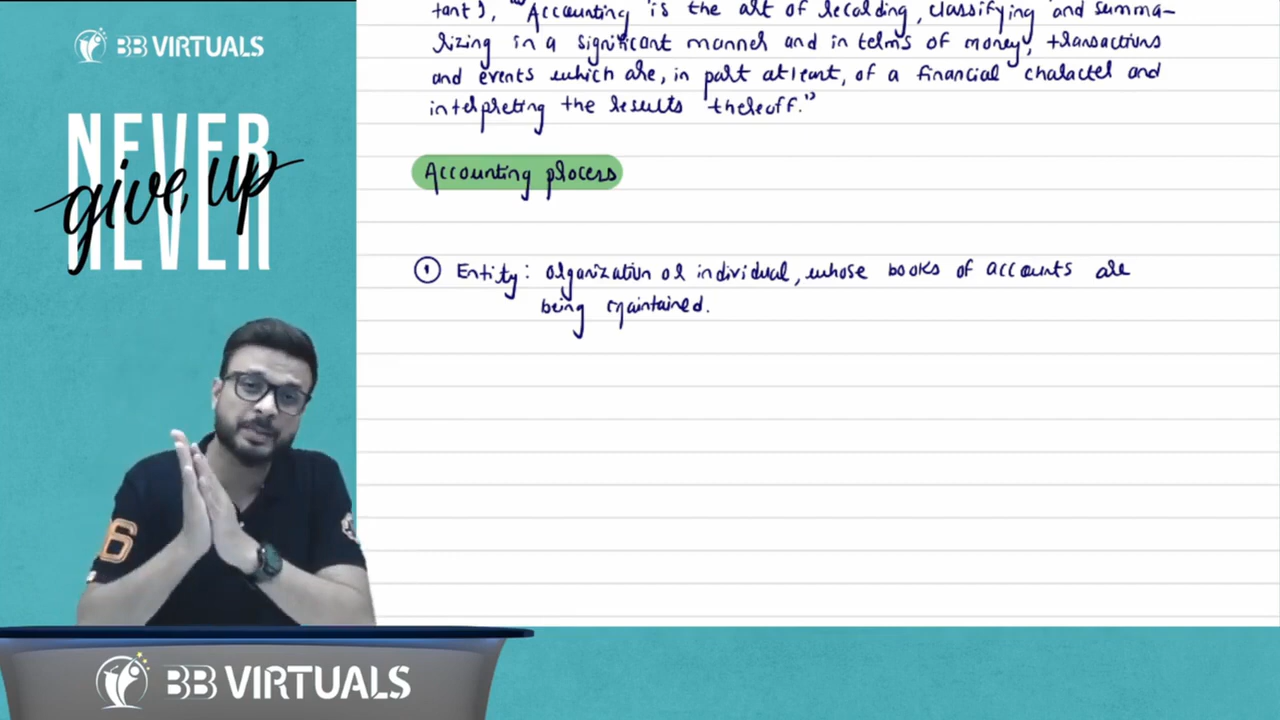 BB VIRTUALS
NEVER
give up
NEVER
tant), "Accounting is the art of recording, classifying and summa-
rizing in a significant manner and in terms of money, transactions
and events which are, in part atleast, of a financial character and
interpreting the results thereoff."
Accounting process
① Entity: organization or individual, whose books of accounts are
being maintained.
6
BB VIRTUALS